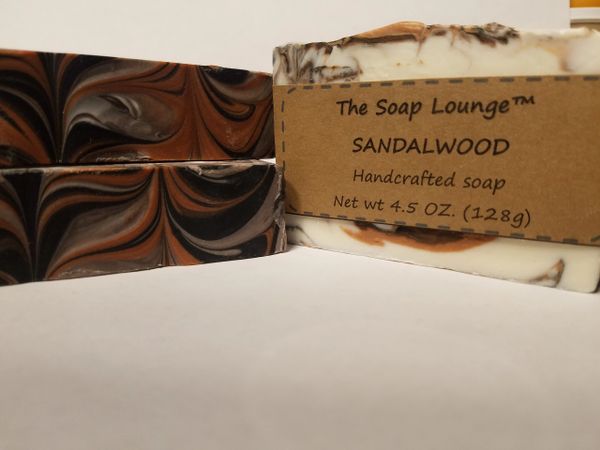 The Soap Lounge™
SANDALWOOD
Handcrafted soap
Net wt 4.5 OZ. (128g)